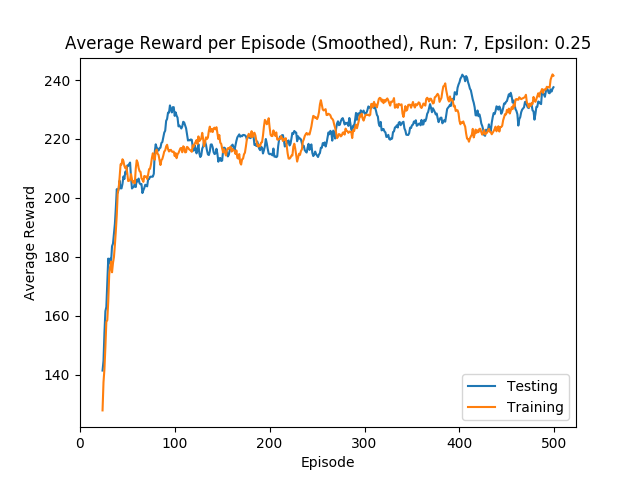 Average Reward per Episode (Smoothed), Run: 7, Epsilon: 0.25
Average Reward
240
220
200
180
160
140
0 100 200 300 400 500
Episode
Testing
Training